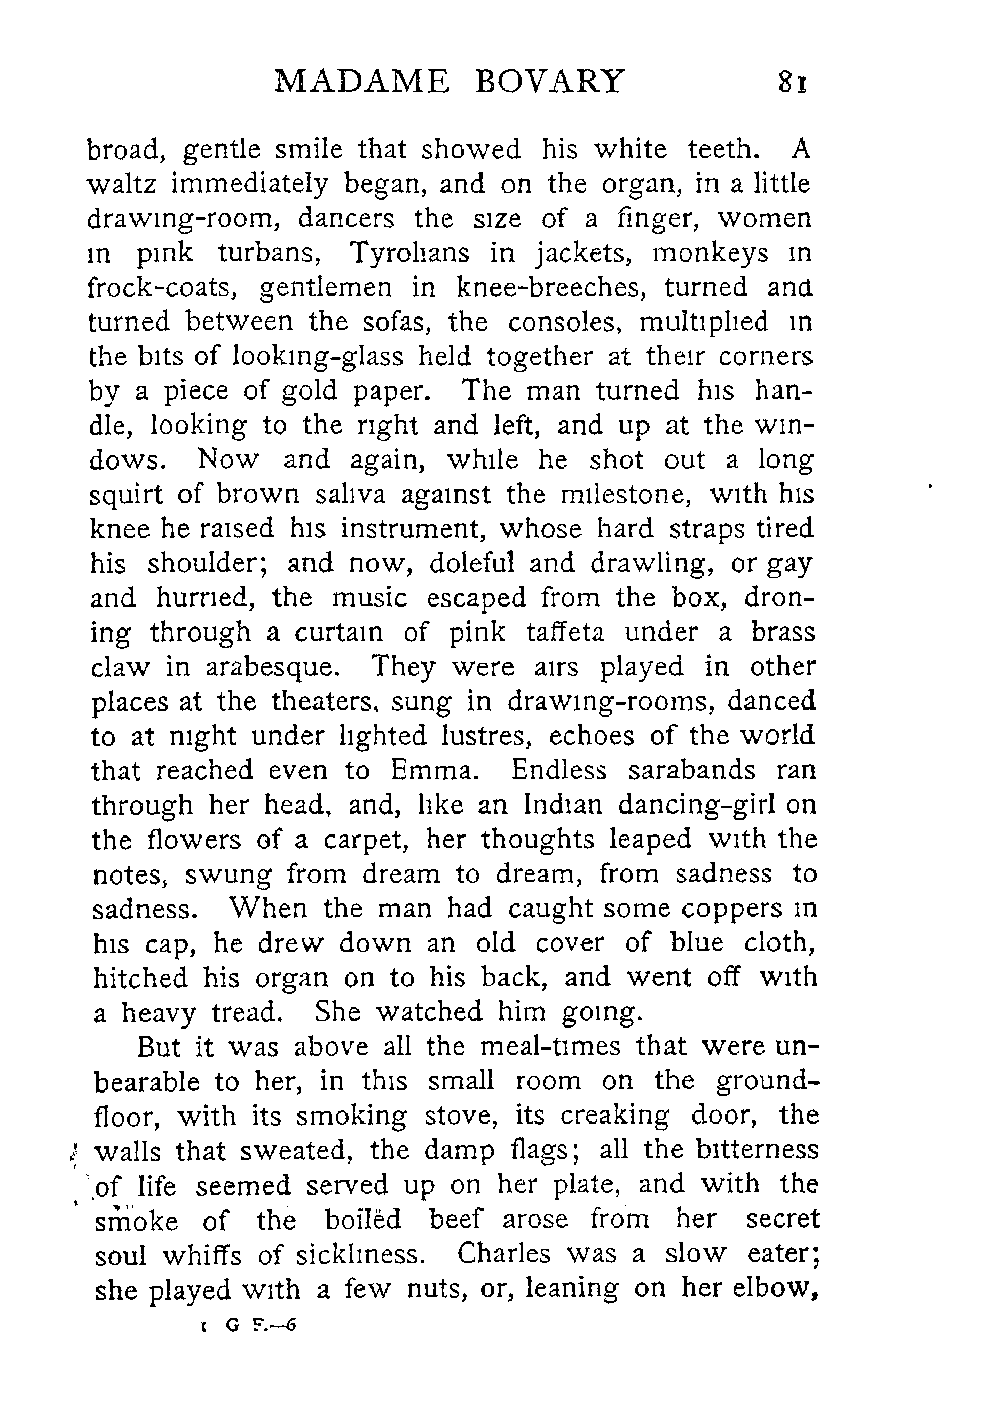 MADAME BOVARY 81
broad, gentle smile that showed his white teeth. A
waltz immediately began, and on the organ, in a little
drawing-room, dancers the size of a finger, women
in pink turbans, Tyrolians in jackets, monkeys in
frock-coats, gentlemen in knee-breeches, turned and
turned between the sofas, the consoles, multiplied in
the bits of looking-glass held together at their corners
by a piece of gold paper. The man turned his han-
dle, looking to the right and left, and up at the win-
dows. Now and again, while he shot out a long
squirt of brown saliva against the milestone, with his
knee he raised his instrument, whose hard straps tired
his shoulder; and now, doleful and drawling, or gay
and hurried, the music escaped from the box, dron-
ing through a curtain of pink taffeta under a brass
claw in arabesque. They were airs played in other
places at the theaters, sung in drawing-rooms, danced
to at night under lighted lustres, echoes of the world
that reached even to Emma. Endless sarabands ran
through her head, and, like an Indian dancing-girl on
the flowers of a carpet, her thoughts leaped with the
notes, swung from dream to dream, from sadness to
sadness. When the man had caught some coppers in
his cap, he drew down an old cover of blue cloth,
hitched his organ on to his back, and went off with
a heavy tread. She watched him going.
But it was above all the meal-times that were un-
bearable to her, in this small room on the ground-
floor, with its smoking stove, its creaking door, the
walls that sweated, the damp flags; all the bitterness
of life seemed served up on her plate, and with the
smoke of the boiled beef arose from her secret
soul whiffs of sickliness. Charles was a slow eater;
she played with a few nuts, or, leaning on her elbow,
1 G F.—6